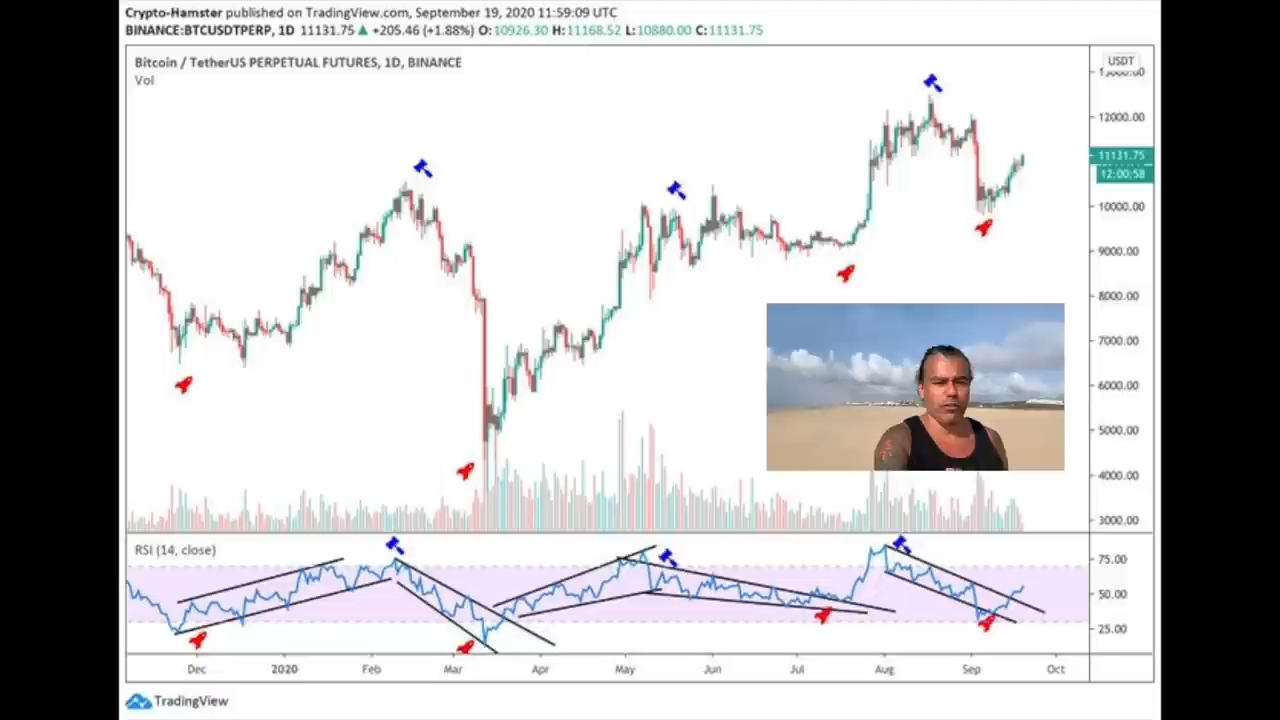 Crypto-Hamster published on TradingView.com, September 19, 2020 11:59:09 UTC
BINANCE:BTCUSDTPERP, 1D 11131.75 ▲ +205.46 (+1.88%) O:10926.30 H:11168.52 L:10880.00 C:11131.75
Bitcoin / TetherUS PERPETUAL FUTURES, 1D, BINANCE
Vol
USDT
13000.00
12000.00
11131.75
12:00:58
10000.00
9000.00
8000.00
7000.00
6000.00
5000.00
4000.00
3000.00
RSI (14, close)
75.00
50.00
25.00
Dec 2020 Feb Mar Apr May Jun Jul Aug Sep Oct
TradingView